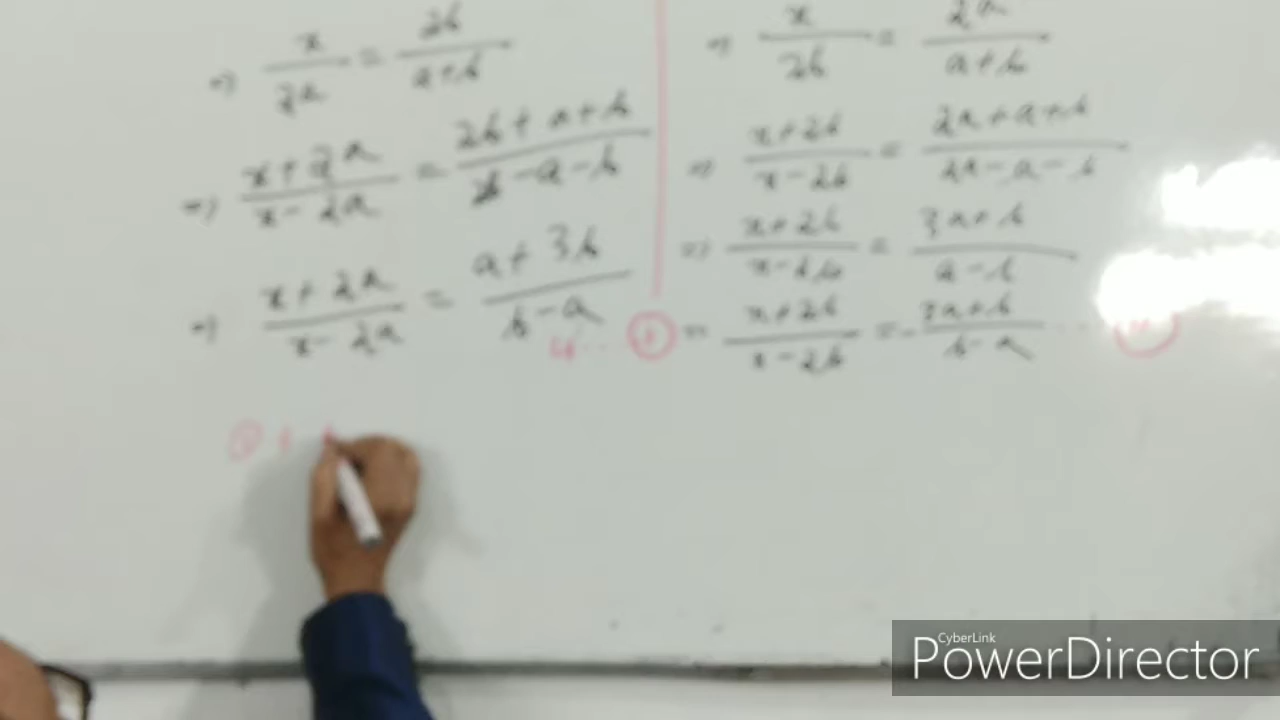 ⇒ x/2a = 2b/a+b
⇒ x+2a/x-2a = 2b+a+b/2b-a-b
⇒ x+2a/x-2a = a+3b/b-a
⇒ x/2b = 2a/a+b
⇒ x+2b/x-2b = 2a+a+b/2a-a-b
⇒ x+2b/x-2b = 3a+b/a-b
= x+2b/x-2b = -3a+b/b-a
CyberLink
PowerDirector